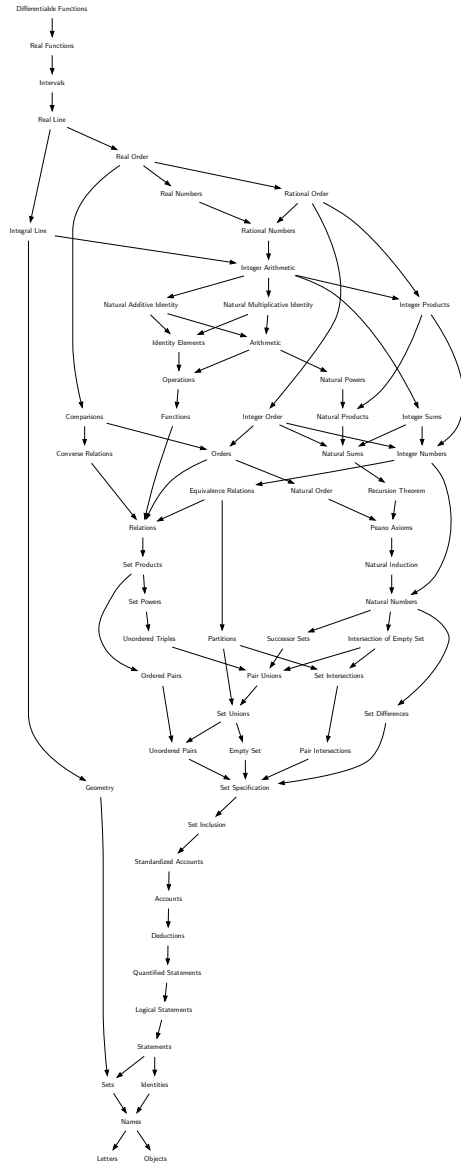 Differentiable Functions
Real Functions
Intervals
Real Line
Real Order
Real Numbers
Rational Order
Integral Line
Rational Numbers
Integer Arithmetic
Natural Additive Identity
Natural Multiplicative Identity
Integer Products
Identity Elements
Arithmetic
Operations
Natural Powers
Comparisons
Functions
Integer Order
Natural Products
Integer Sums
Converse Relations
Orders
Natural Sums
Integer Numbers
Equivalence Relations
Natural Order
Recursion Theorem
Relations
Peano Axioms
Set Products
Natural Induction
Set Powers
Natural Numbers
Unordered Triples
Partitions
Successor Sets
Intersection of Empty Set
Ordered Pairs
Pair Unions
Set Intersections
Set Unions
Set Differences
Unordered Pairs
Empty Set
Pair Intersections
Geometry
Set Specification
Set Inclusion
Standardized Accounts
Accounts
Deductions
Quantified Statements
Logical Statements
Statements
Sets
Identities
Names
Letters
Objects